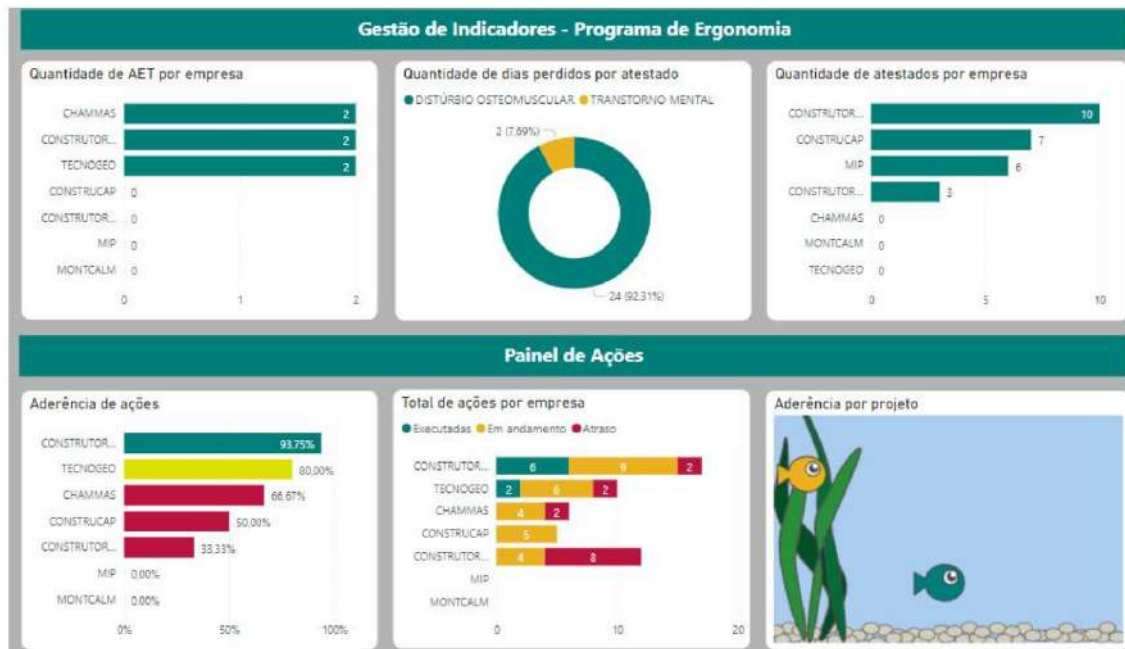 Gestão de Indicadores - Programa de Ergonomia
Quantidade de AET por empresa
CHAMMAS 2
CONSTRUTOR... 2
TECNOGEO 2
CONSTRUCAP 0
CONSTRUTOR... 0
MIP 0
MONTCALM 0
0 1 2
Quantidade de dias perdidos por atestado
DISTÚRBIO OSTEOMUSCULAR TRANSTORNO MENTAL
2 (7,69%)
24 (92,31%)
Quantidade de atestados por empresa
CONSTRUTOR... 10
CONSTRUCAP 7
MIP 6
CONSTRUTOR... 3
CHAMMAS 0
MONTCALM 0
TECNOGEO 0
0 5 10
Painel de Ações
Aderência de ações
CONSTRUTOR... 93,75%
TECNOGEO 80,00%
CHAMMAS 66,67%
CONSTRUCAP 50,00%
CONSTRUTOR... 33,33%
MIP 0,00%
MONTCALM 0,00%
0% 50% 100%
Total de ações por empresa
Executadas Em andamento Atraso
CONSTRUTOR... 6 9 2
TECNOGEO 2 6 2
CHAMMAS 4 2
CONSTRUCAP 5
CONSTRUTOR... 4 8
MIP
MONTCALM
0 10 20
Aderência por projeto